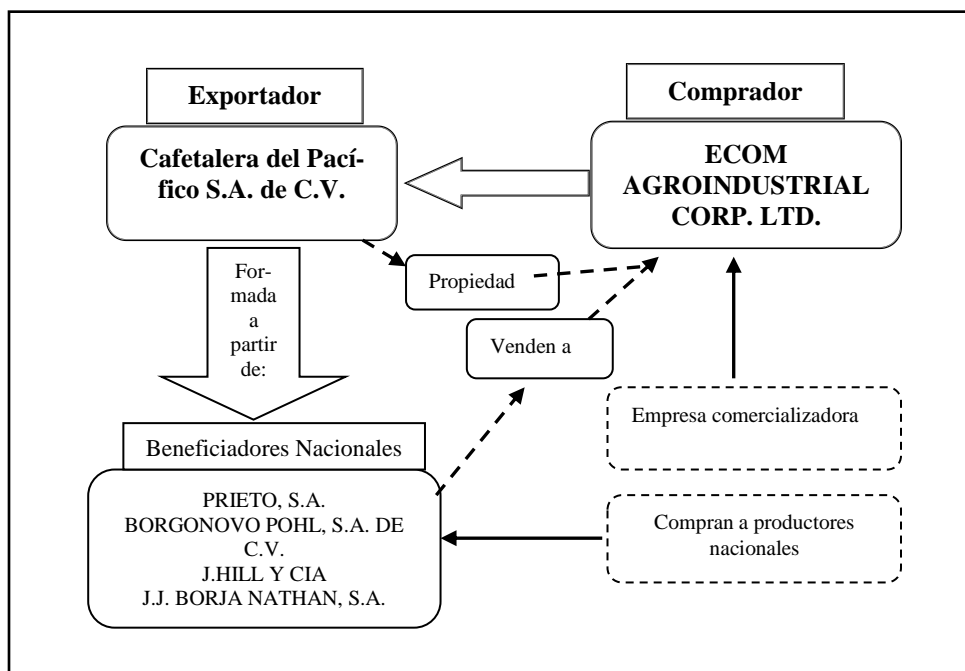 Exportador
Comprador
Cafetalera del Pací-
fico S.A. de C.V.
ECOM
AGROINDUSTRIAL
CORP. LTD.
For-
mada
a
partir
de:
Propiedad
Venden a
Empresa comercializadora
Beneficiadores Nacionales
PRIETO, S.A.
BORGONOVO POHL, S.A. DE
C.V.
J.HILL Y CIA
J.J. BORJA NATHAN, S.A.
Compran a productores
nacionales